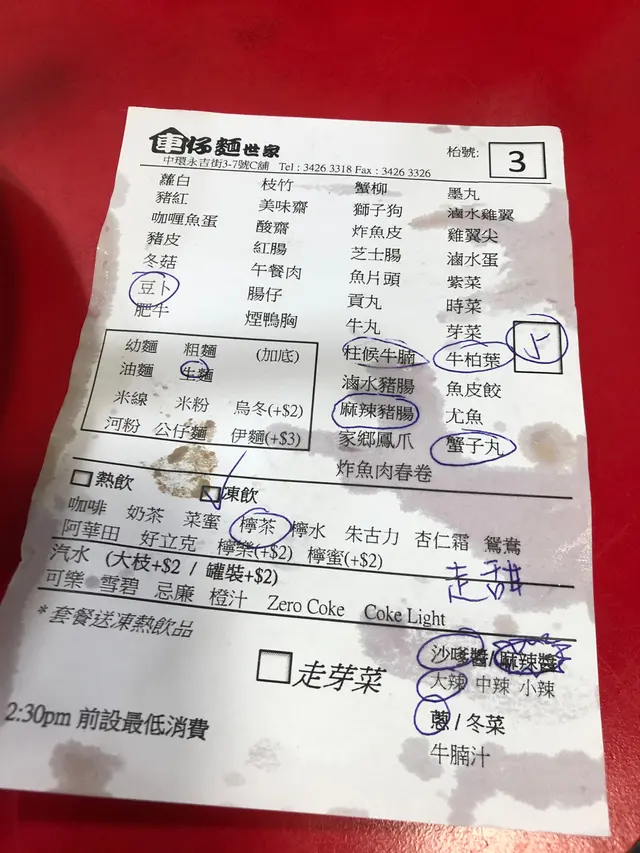 車仔麵世家
枱號: 3
中環永吉街3-7號C舖 Tel : 3426 3318 Fax : 3426 3326
蘿白 枝竹 蟹柳 墨丸
豬紅 美味齋 獅子狗 滷水雞翼
咖喱魚蛋 酸齋 炸魚皮 雞翼尖
豬皮 紅腸 芝士腸 滷水蛋
冬菇 午餐肉 魚片頭 紫菜
豆卜 腸仔 貢丸 時菜
肥牛 煙鴨胸 牛丸 芽菜
柱候牛腩 牛柏葉
滷水豬腸 魚皮餃
麻辣豬腸 尤魚
家鄉鳳爪 蟹子丸
炸魚肉春卷
幼麵 粗麵 (加底)
油麵 生麵
米線 米粉 烏冬(+$2)
河粉 公仔麵 伊麵(+$3)
熱飲 凍飲
咖啡 奶茶 菜蜜 檸茶 檸水 朱古力 杏仁霜 鴛鴦
阿華田 好立克 檸樂(+$2) 檸蜜(+$2)
走甜
汽水 (大枝+$2 / 罐裝+$2)
可樂 雪碧 忌廉 橙汁 Zero Coke Coke Light
* 套餐送凍熱飲品
走芽菜
沙嗲醬/麻辣醬
大辣 中辣 小辣
蔥 / 冬菜
牛腩汁
2:30pm 前設最低消費